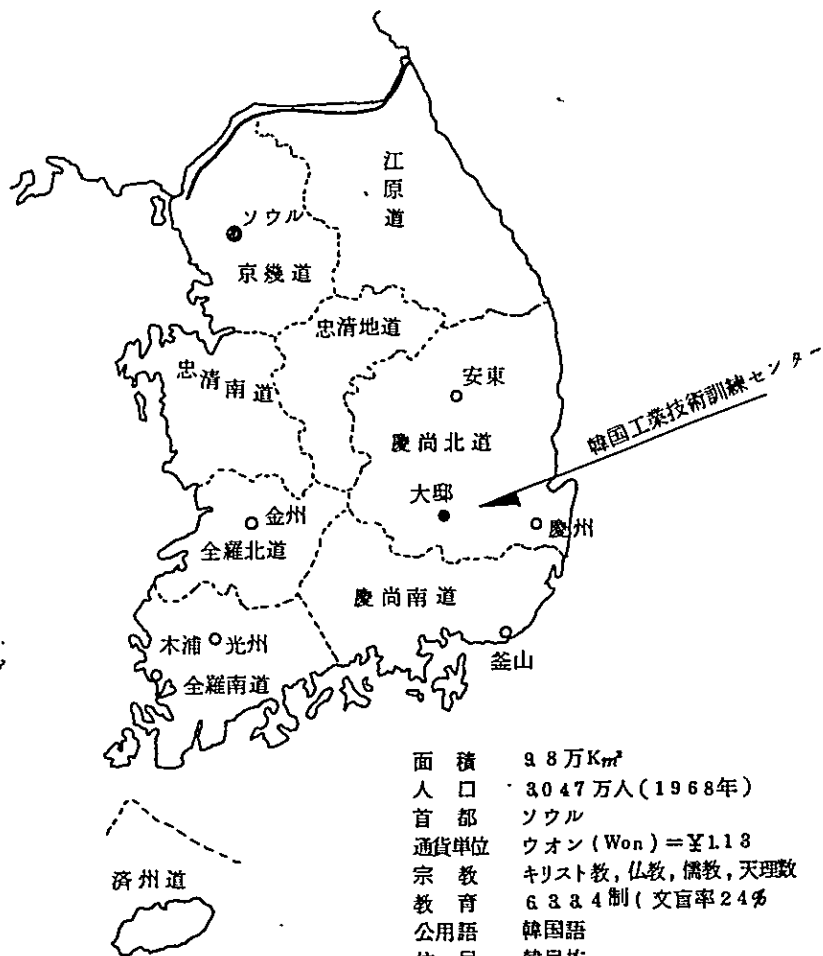 江原道
ソウル
京幾道
忠清地道
忠清南道
安東
韓国工業技術訓練センター
慶尚北道
大邸
慶州
金州
全羅北道
慶尚南道
木浦
光州
釜山
全羅南道
済州道
面積 9.8万Km²
人口 3,047万人(1968年)
首都 ソウル
通貨単位 ウオン(Won)=¥1.13
宗教 キリスト教,仏教,儒教,天理数
教育 6.3.3.4制(文盲率24%
公用語 韓国語